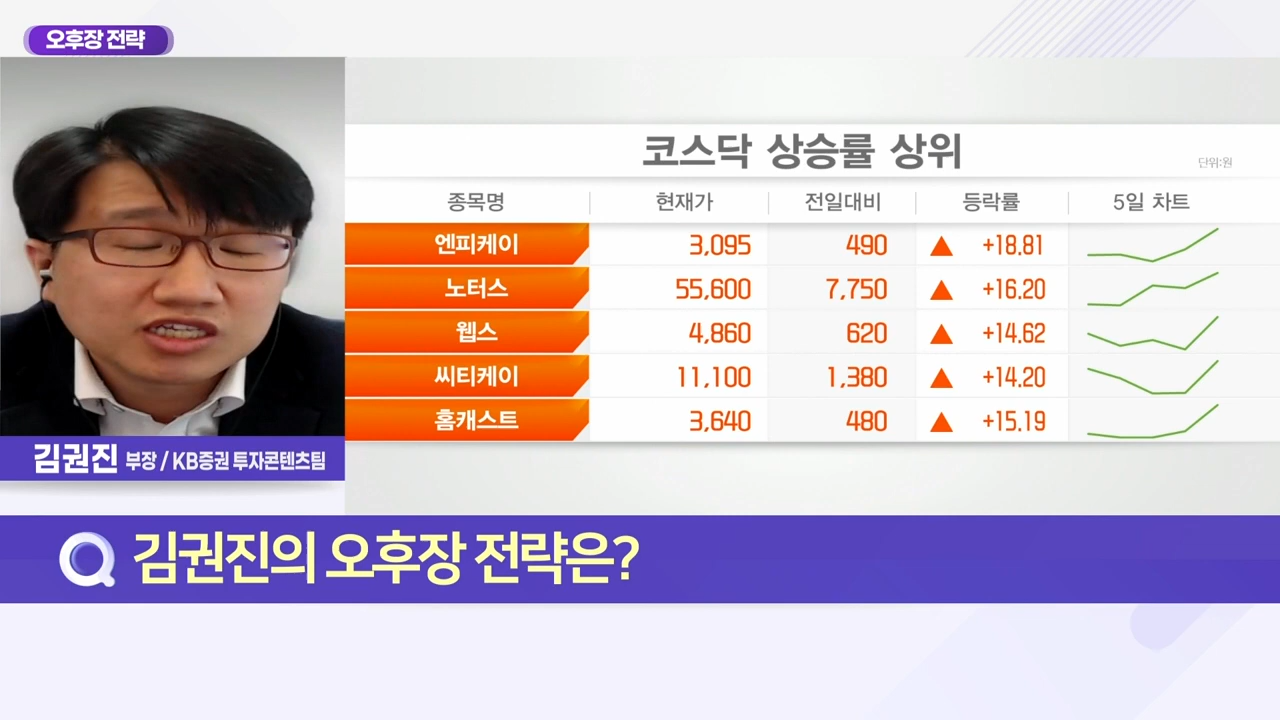 오후장 전략
코스닥 상승률 상위
단위:원
종목명 현재가 전일대비 등락률 5일 차트
엔피케이 3,095 490 ▲ +18.81
노터스 55,600 7,750 ▲ +16.20
웹스 4,860 620 ▲ +14.62
씨티케이 11,100 1,380 ▲ +14.20
홈캐스트 3,640 480 ▲ +15.19
김권진 부장 / KB증권 투자콘텐츠팀
김권진의 오후장 전략은?